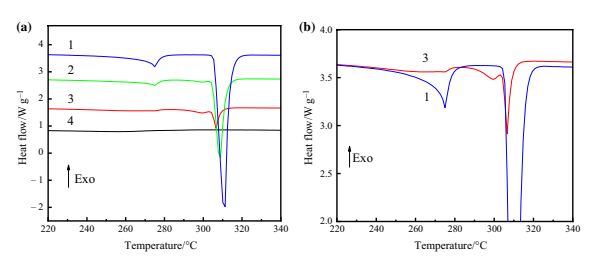 (a)
Heat flow/W g⁻¹
4
3
2
1
0
− 1
− 2
1
2
3
4
Exo
220 240 260 280 300 320 340
Temperature/°C
(b)
Heat flow/W g⁻¹
4.0
3.5
3.0
2.5
2.0
3
1
Exo
220 240 260 280 300 320 340
Temperature/°C